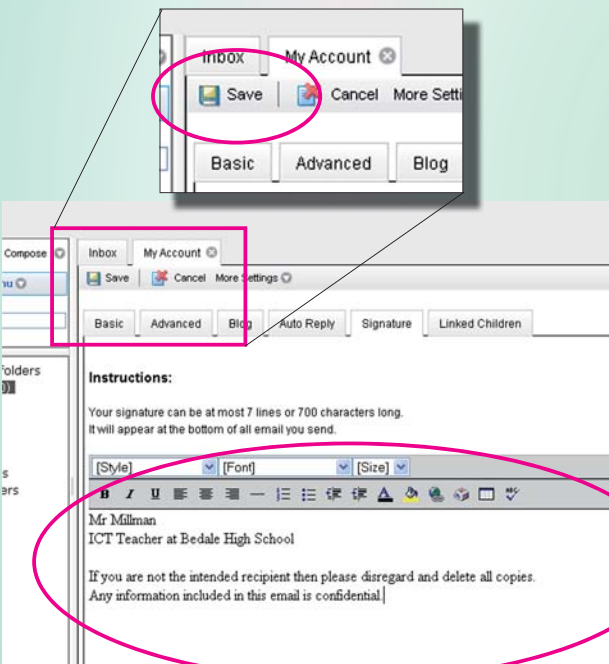 Inbox My Account
Save Cancel More Setti
Basic Advanced Blog
Compose Inbox My Account
nu Save Cancel More Settings
Basic Advanced Blog Auto Reply Signature Linked Children
folders
Instructions:
Your signature can be at most 7 lines or 700 characters long.
It will appear at the bottom of all email you send.
[Style] [Font] [Size]
B I U
ers
Mr Millman
ICT Teacher at Bedale High School
If you are not the intended recipient then please disregard and delete all copies.
Any information included in this email is confidential.